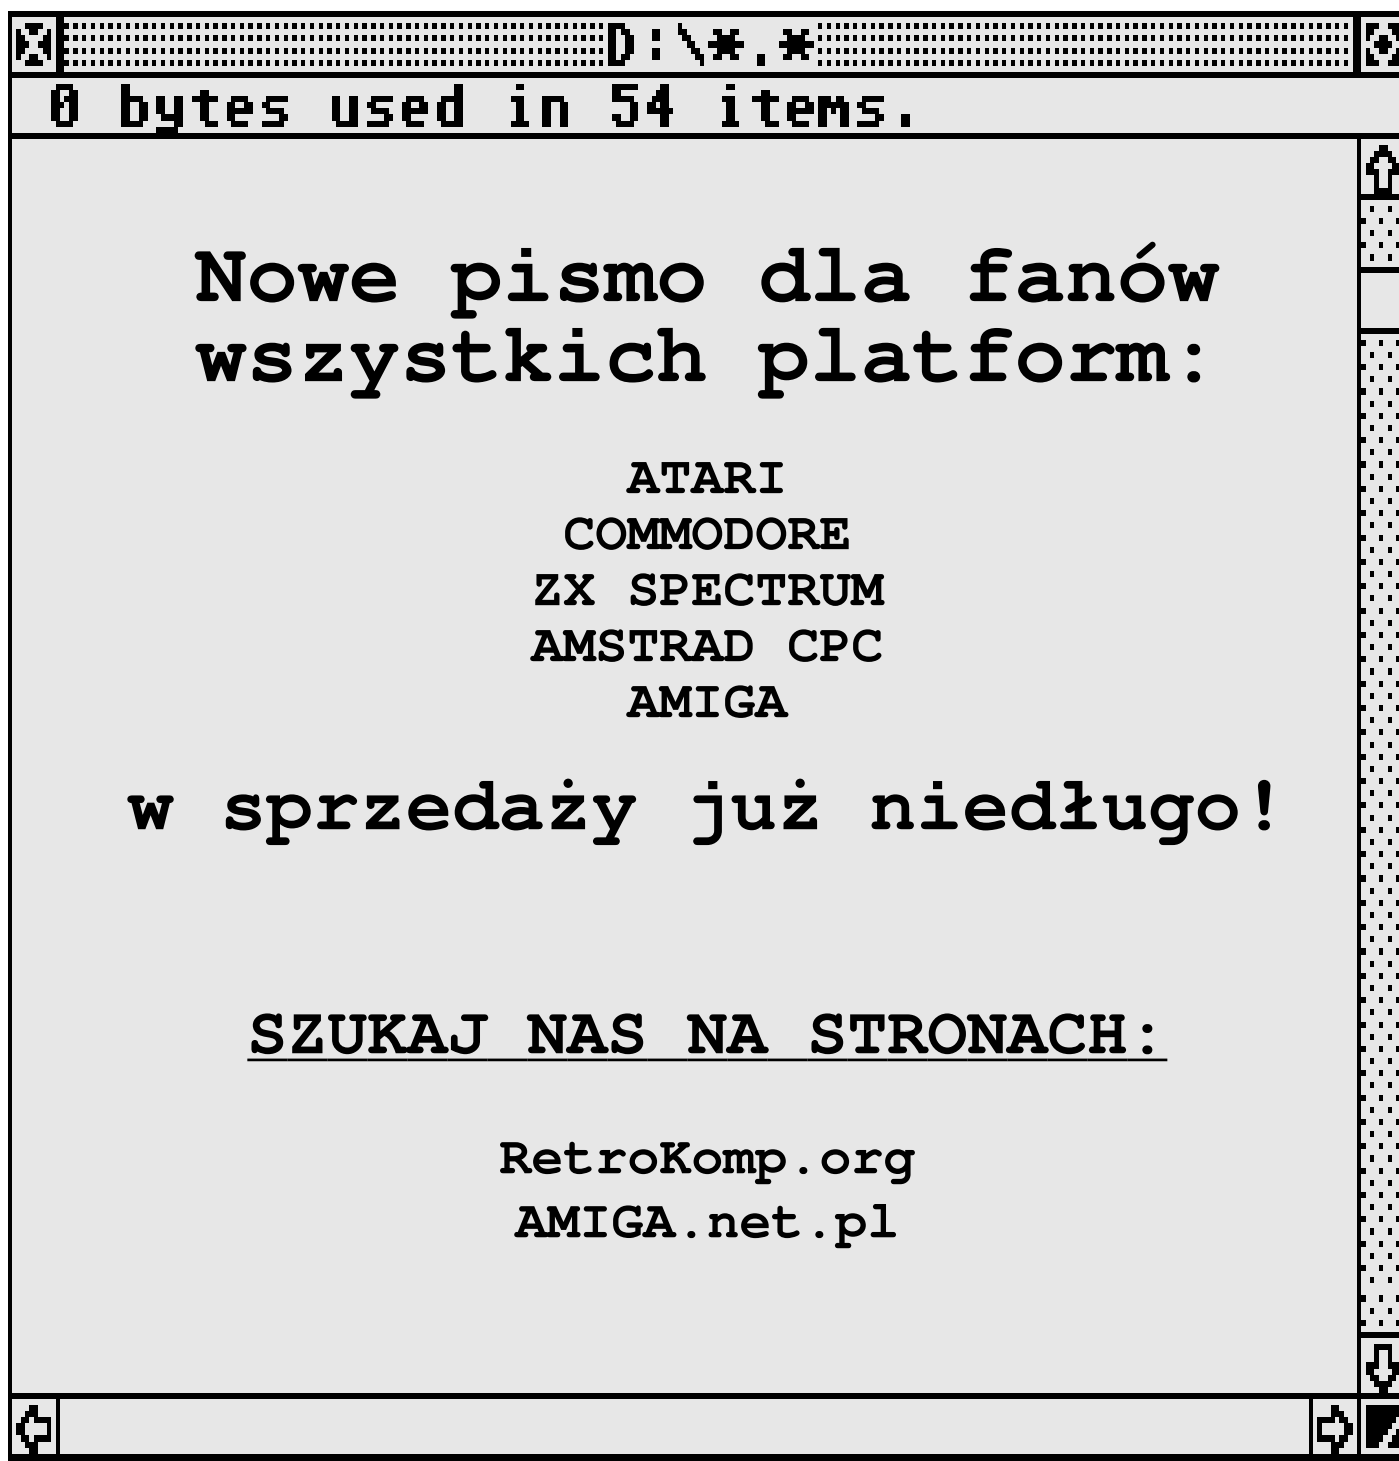 D:\*.*
0 bytes used in 54 items.
Nowe pismo dla fanów
wszystkich platform:
ATARI
COMMODORE
ZX SPECTRUM
AMSTRAD CPC
AMIGA
w sprzedaży już niedługo!
SZUKAJ NAS NA STRONACH:
RetroKomp.org
AMIGA.net.pl